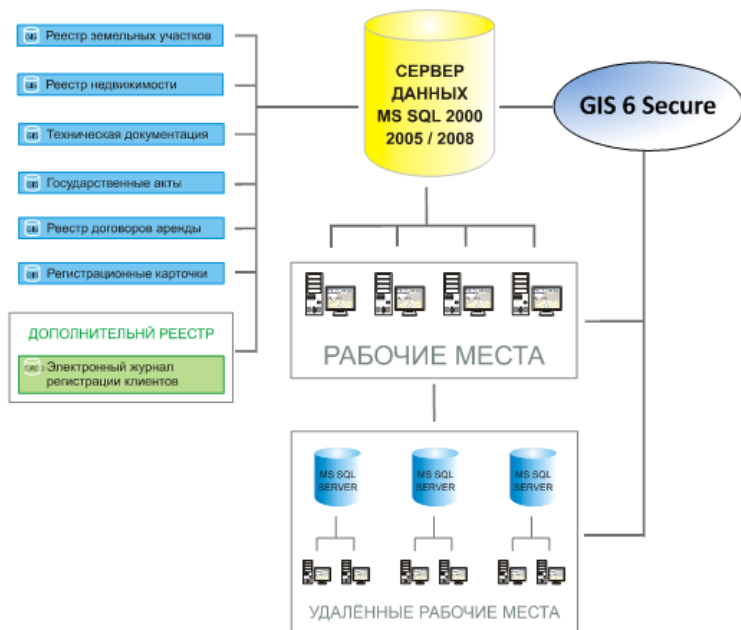 Реестр земельных участков
Реестр недвижимости
Техническая документация
Государственные акты
Реестр договоров аренды
Регистрационные карточки
ДОПОЛНИТЕЛЬНЙ РЕЕСТР
Электронный журнал
регистрации клиентов
СЕРВЕР
ДАННЫХ
MS SQL 2000
2005 / 2008
GIS 6 Secure
РАБОЧИЕ МЕСТА
MS SQL
SERVER
MS SQL
SERVER
MS SQL
SERVER
УДАЛЁННЫЕ РАБОЧИЕ МЕСТА